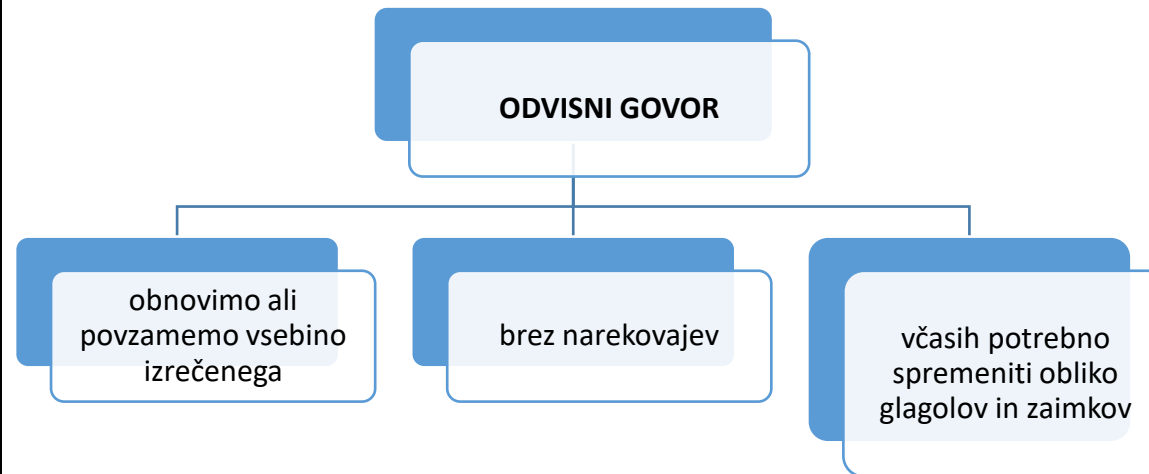 ODVISNI GOVOR
obnovimo ali
povzamemo vsebino
izrečenega
brez narekovajev
včasih potrebno
spremeniti obliko
glagolov in zaimkov